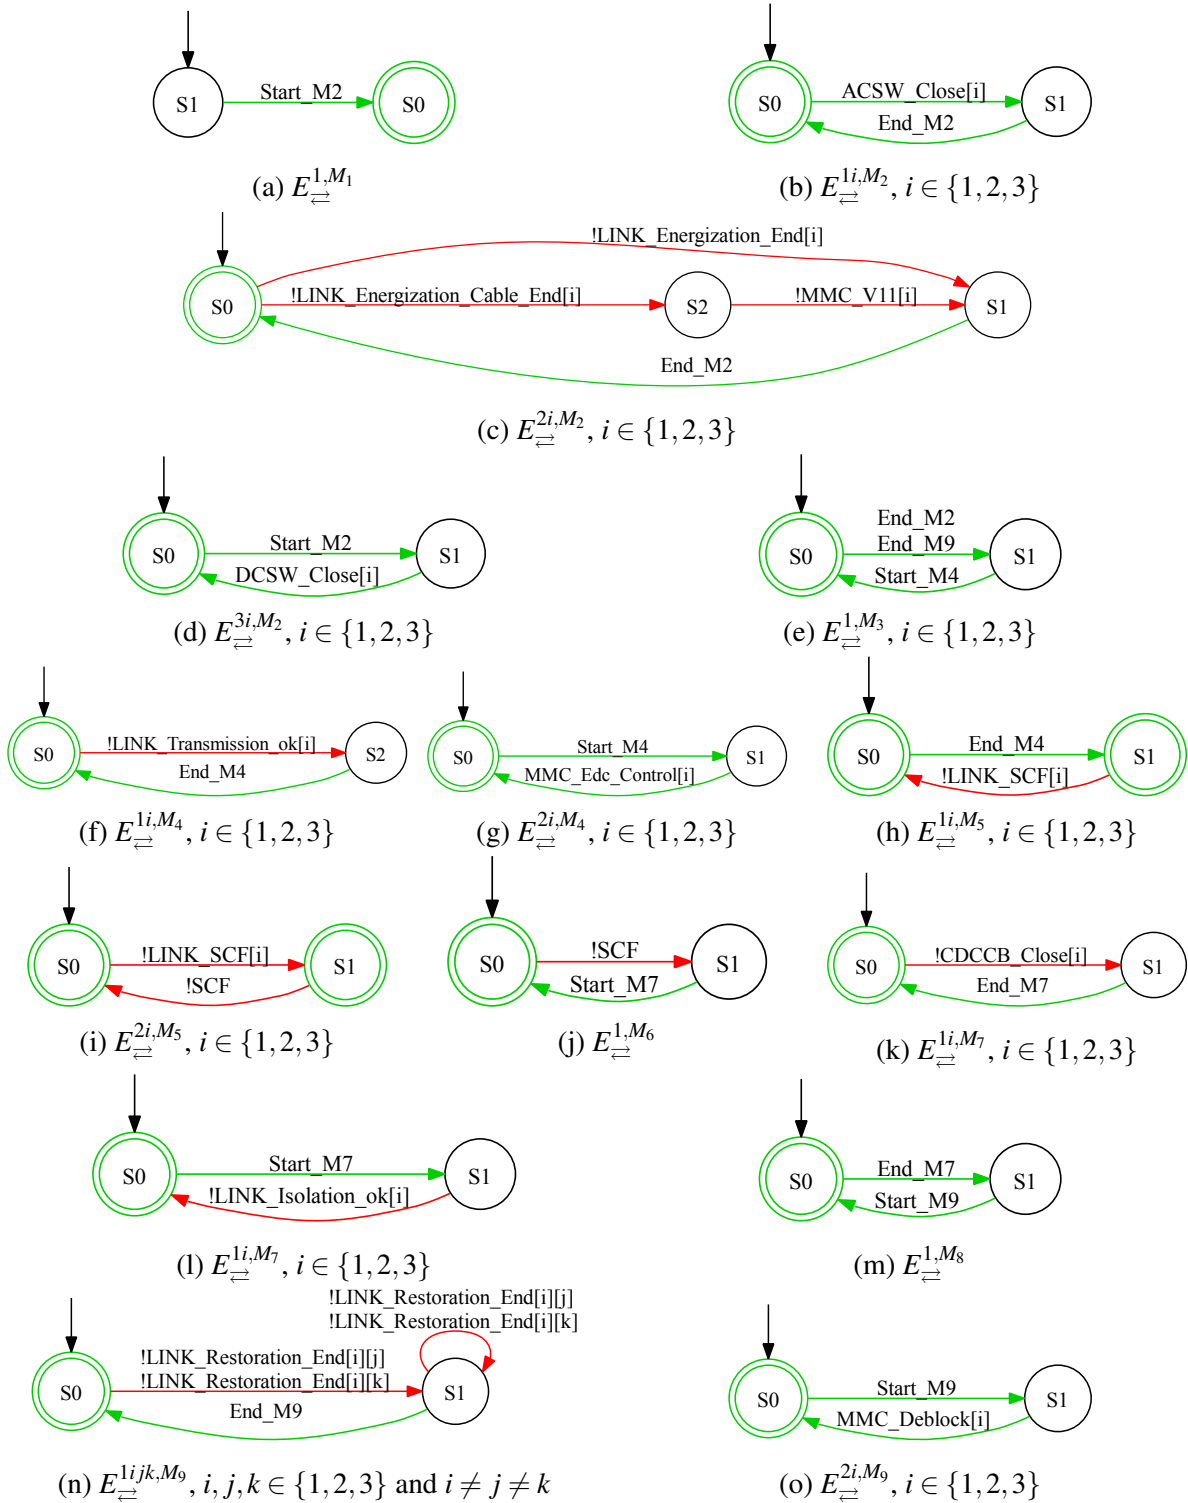 S1 Start_M2 S0
(a) E⇄^{1,M_1}
S0 ACSW_Close[i] S1
End_M2
(b) E⇄^{1i,M_2}, i ∈ {1,2,3}
!LINK_Energization_End[i]
S0 !LINK_Energization_Cable_End[i] S2 !MMC_V11[i] S1
End_M2
(c) E⇄^{2i,M_2}, i ∈ {1,2,3}
S0 Start_M2 S1
DCSW_Close[i]
(d) E⇄^{3i,M_2}, i ∈ {1,2,3}
End_M2
S0 End_M9 S1
Start_M4
(e) E⇄^{1,M_3}, i ∈ {1,2,3}
S0 !LINK_Transmission_ok[i] S2
End_M4
(f) E⇄^{1i,M_4}, i ∈ {1,2,3}
S0 Start_M4 S1
MMC_Edc_Control[i]
(g) E⇄^{2i,M_4}, i ∈ {1,2,3}
S0 End_M4 S1
!LINK_SCF[i]
(h) E⇄^{1i,M_5}, i ∈ {1,2,3}
S0 !LINK_SCF[i] S1
!SCF
(i) E⇄^{2i,M_5}, i ∈ {1,2,3}
S0 !SCF S1
Start_M7
(j) E⇄^{1,M_6}
S0 !CDCCB_Close[i] S1
End_M7
(k) E⇄^{1i,M_7}, i ∈ {1,2,3}
S0 Start_M7 S1
!LINK_Isolation_ok[i]
(l) E⇄^{1i,M_7}, i ∈ {1,2,3}
S0 End_M7 S1
Start_M9
(m) E⇄^{1,M_8}
!LINK_Restoration_End[i][j]
!LINK_Restoration_End[i][k]
!LINK_Restoration_End[i][j]
S0 !LINK_Restoration_End[i][k] S1
End_M9
(n) E⇄^{1ijk,M_9}, i, j, k ∈ {1,2,3} and i ≠ j ≠ k
S0 Start_M9 S1
MMC_Deblock[i]
(o) E⇄^{2i,M_9}, i ∈ {1,2,3}